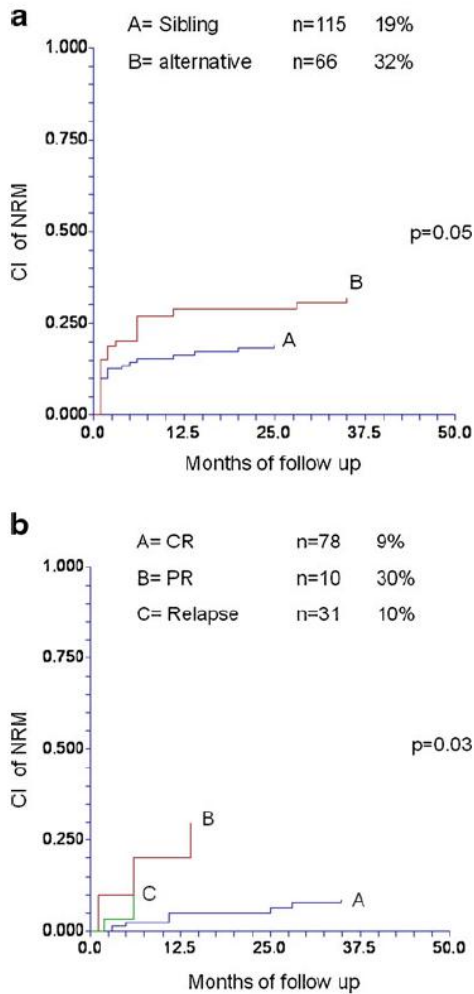 a
A= Sibling n=115 19%
B= alternative n=66 32%
1.000
0.750
0.500
0.250
0.000
CI of NRM
p=0.05
B
A
0.0 12.5 25.0 37.5 50.0
Months of follow up
b
A= CR n=78 9%
B= PR n=10 30%
C= Relapse n=31 10%
1.000
0.750
0.500
0.250
0.000
CI of NRM
p=0.03
B
C
A
0.0 12.5 25.0 37.5 50.0
Months of follow up